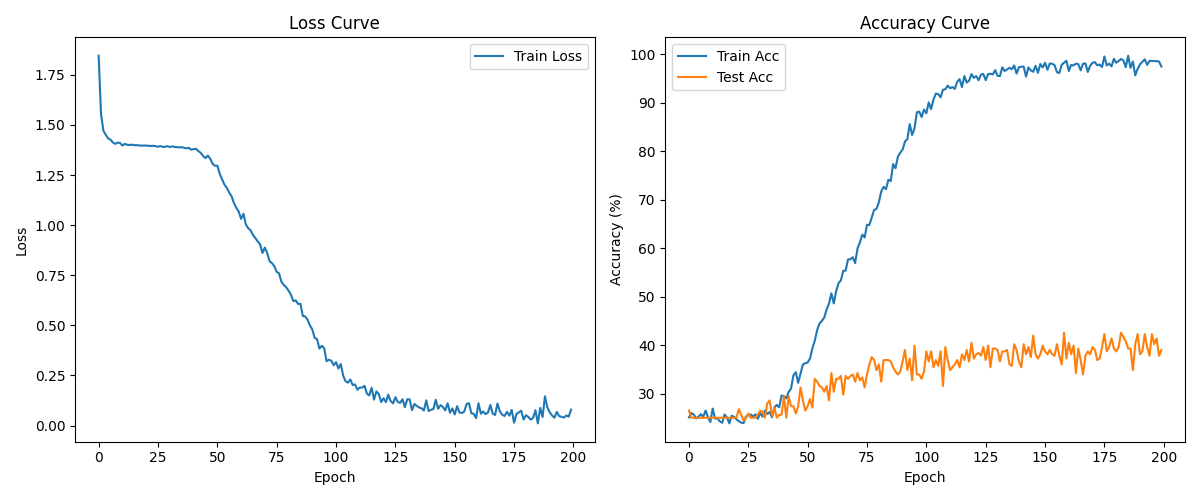 Loss Curve
Train Loss
1.75
1.50
1.25
1.00
0.75
0.50
0.25
0.00
Loss
0 25 50 75 100 125 150 175 200
Epoch
Accuracy Curve
Train Acc
Test Acc
100
90
80
70
60
50
40
30
Accuracy (%)
0 25 50 75 100 125 150 175 200
Epoch